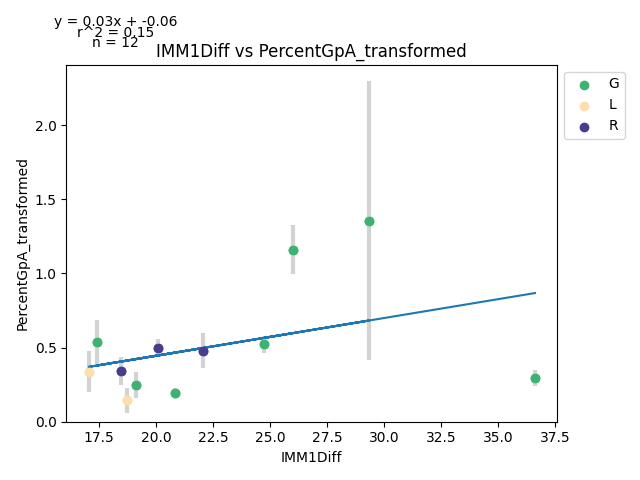 y = 0.03x + -0.06
r^2 = 0.15
n = 12
IMM1Diff vs PercentGpA_transformed
G
L
R
PercentGpA_transformed
2.0
1.5
1.0
0.5
0.0
17.5 20.0 22.5 25.0 27.5 30.0 32.5 35.0 37.5
IMM1Diff